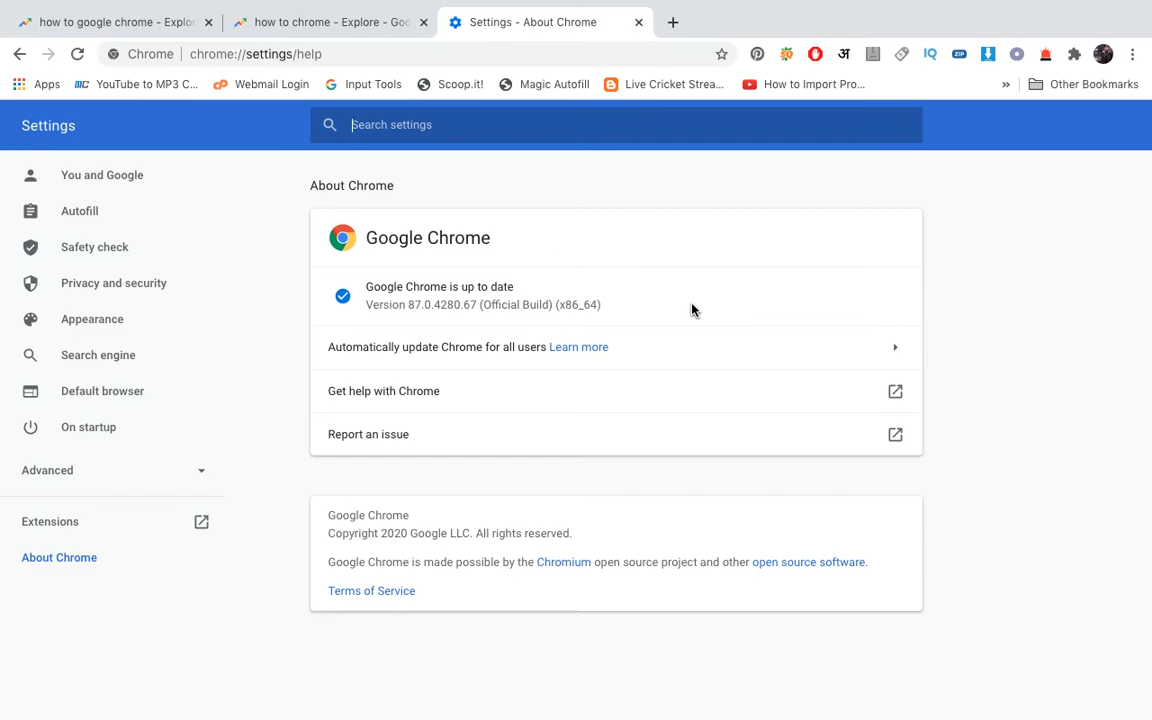 how to google chrome - Explor
how to chrome - Explore - Goo
Settings - About Chrome
Chrome
chrome://settings/help
अ
IQ
ZIP
Apps
YouTube to MP3 C...
Webmail Login
Input Tools
Scoop.it!
Magic Autofill
Live Cricket Strea...
How to Import Pro...
»
Other Bookmarks
Settings
Search settings
You and Google
Autofill
Safety check
Privacy and security
Appearance
Search engine
Default browser
On startup
Advanced
Extensions
About Chrome
About Chrome
Google Chrome
Google Chrome is up to date
Version 87.0.4280.67 (Official Build) (x86_64)
Automatically update Chrome for all users Learn more
Get help with Chrome
Report an issue
Google Chrome
Copyright 2020 Google LLC. All rights reserved.
Google Chrome is made possible by the Chromium open source project and other open source software.
Terms of Service